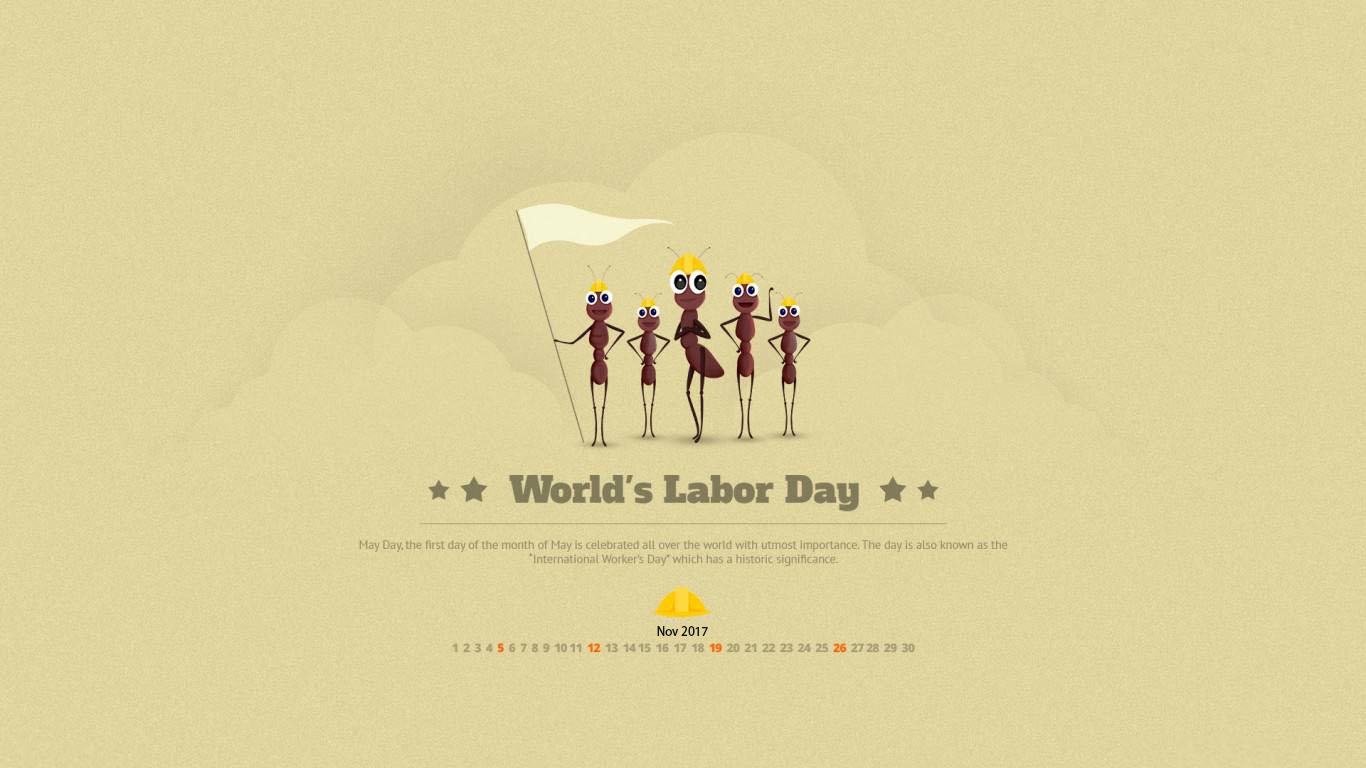 World's Labor Day
May Day, the first day of the month of May is celebrated all over the world with utmost importance. The day is also known as the
"International Worker's Day" which has a historic significance.
Nov 2017
1 2 3 4 5 6 7 8 9 10 11 12 13 14 15 16 17 18 19 20 21 22 23 24 25 26 27 28 29 30